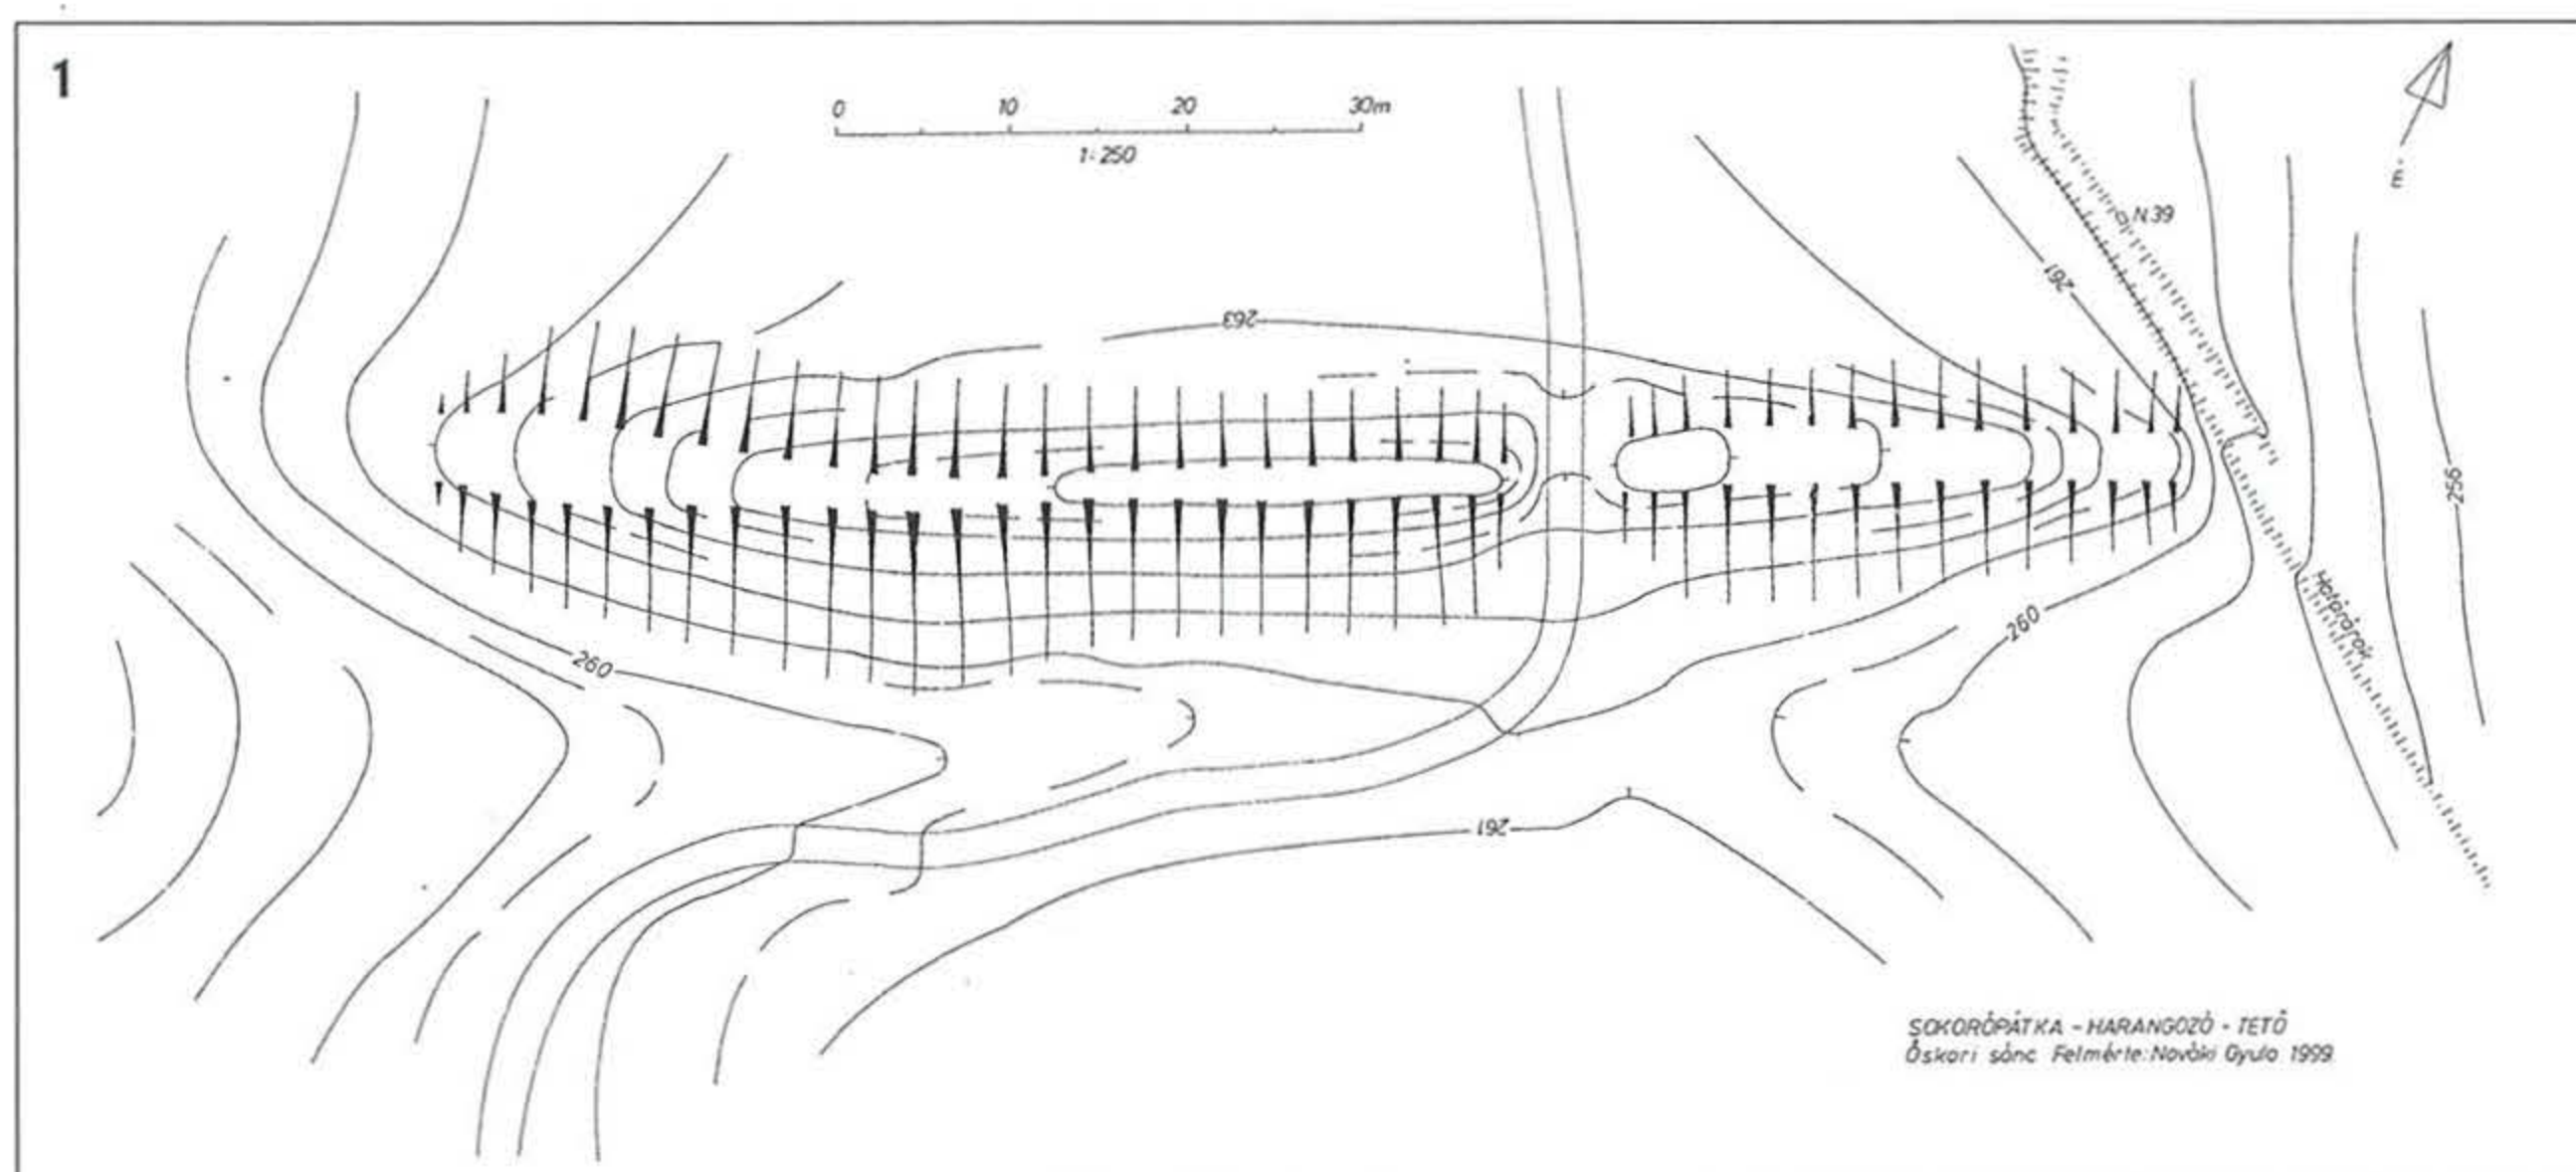 1
0 10 20 30m
1:250
É
N.39
261
263
256
260
260
Határárok
261
SOKORÓPÁTKA - HARANGOZÓ - TETŐ
Őskori sánc Felmérte: Nováki Gyula 1999